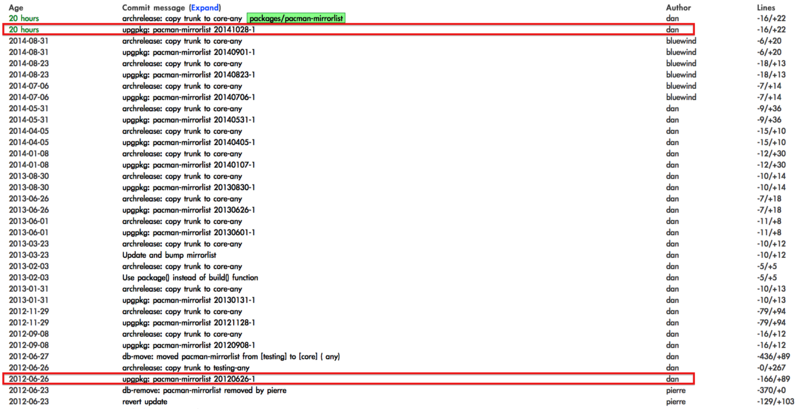 Age Commit message (Expand) Author Lines
20 hours archrelease: copy trunk to core-any packages/pacman-mirrorlist dan -16/+22
20 hours upgpkg: pacman-mirrorlist 20141028-1 dan -16/+22
2014-08-31 archrelease: copy trunk to core-any bluewind -6/+20
2014-08-31 upgpkg: pacman-mirrorlist 20140901-1 bluewind -6/+20
2014-08-23 archrelease: copy trunk to core-any bluewind -18/+13
2014-08-23 upgpkg: pacman-mirrorlist 20140823-1 bluewind -18/+13
2014-07-06 archrelease: copy trunk to core-any bluewind -7/+14
2014-07-06 upgpkg: pacman-mirrorlist 20140706-1 bluewind -7/+14
2014-05-31 archrelease: copy trunk to core-any dan -9/+36
2014-05-31 upgpkg: pacman-mirrorlist 20140531-1 dan -9/+36
2014-04-05 archrelease: copy trunk to core-any dan -15/+10
2014-04-05 upgpkg: pacman-mirrorlist 20140405-1 dan -15/+10
2014-01-08 archrelease: copy trunk to core-any dan -12/+30
2014-01-08 upgpkg: pacman-mirrorlist 20140107-1 dan -12/+30
2013-08-30 archrelease: copy trunk to core-any dan -10/+14
2013-08-30 upgpkg: pacman-mirrorlist 20130830-1 dan -10/+14
2013-06-26 archrelease: copy trunk to core-any dan -7/+18
2013-06-26 upgpkg: pacman-mirrorlist 20130626-1 dan -7/+18
2013-06-01 archrelease: copy trunk to core-any dan -11/+8
2013-06-01 upgpkg: pacman-mirrorlist 20130601-1 dan -11/+8
2013-03-23 archrelease: copy trunk to core-any dan -10/+12
2013-03-23 Update and bump mirrorlist dan -10/+12
2013-02-03 archrelease: copy trunk to core-any dan -5/+5
2013-02-03 Use package() instead of build() function dan -5/+5
2013-01-31 archrelease: copy trunk to core-any dan -10/+13
2013-01-31 upgpkg: pacman-mirrorlist 20130131-1 dan -10/+13
2012-11-29 archrelease: copy trunk to core-any dan -79/+94
2012-11-29 upgpkg: pacman-mirrorlist 20121128-1 dan -79/+94
2012-09-08 archrelease: copy trunk to core-any dan -16/+12
2012-09-08 upgpkg: pacman-mirrorlist 20120908-1 dan -16/+12
2012-06-27 db-move: moved pacman-mirrorlist from [testing] to [core] ( any) dan -436/+89
2012-06-26 archrelease: copy trunk to testing-any dan -0/+267
2012-06-26 upgpkg: pacman-mirrorlist 20120626-1 dan -166/+89
2012-06-23 db-remove: pacman-mirrorlist removed by pierre pierre -370/+0
2012-06-23 revert update pierre -129/+103